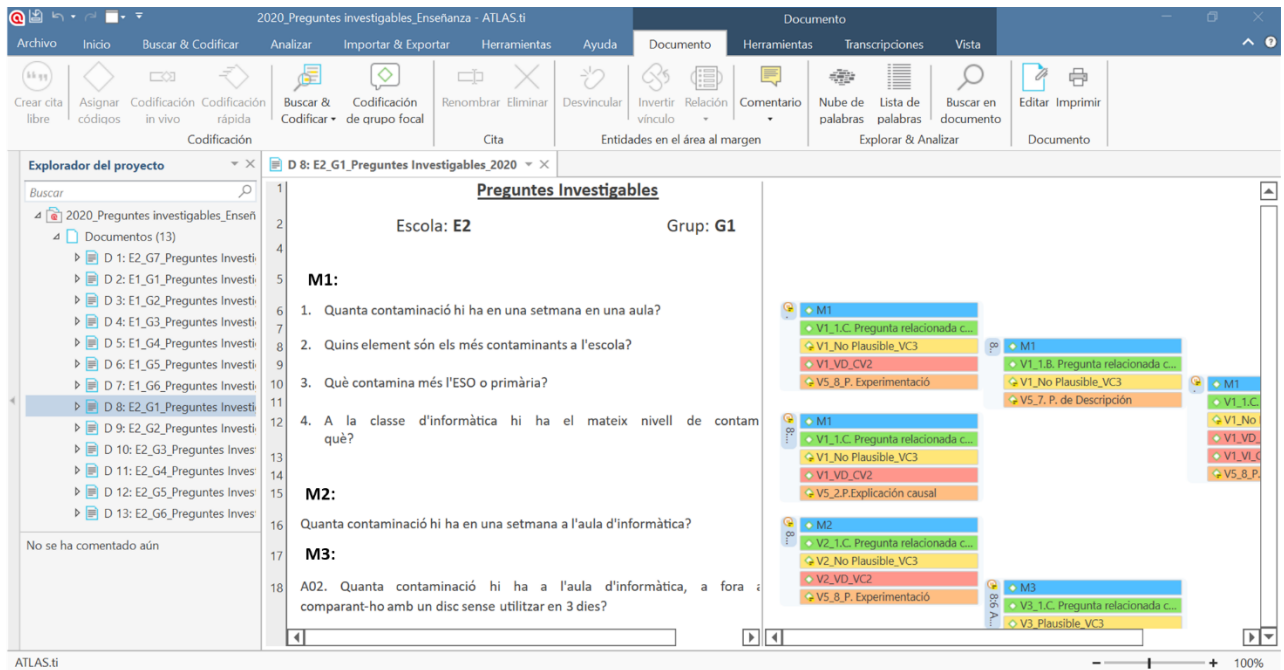 2020_Preguntes investigables_Enseñanza - ATLAS.ti
Documento
Archivo Inicio Buscar & Codificar Analizar Importar & Exportar Herramientas Ayuda Documento Herramientas Transcripciones Vista
Crear cita libre
Asignar códigos
Codificación in vivo
Codificación rápida
Buscar & Codificar
Codificación de grupo focal
Renombrar Eliminar
Desvincular
Invertir vínculo
Relación
Comentario
Nube de palabras
Lista de palabras
Buscar en documento
Editar Imprimir
Codificación Cita Entidades en el área al margen Explorar & Analizar Documento
Explorador del proyecto
Buscar
2020_Preguntes investigables_Enseñ
Documentos (13)
D 1: E2_G7_Preguntes Investi
D 2: E1_G1_Preguntes Investi
D 3: E1_G2_Preguntes Investi
D 4: E1_G3_Preguntes Investi
D 5: E1_G4_Preguntes Investi
D 6: E1_G5_Preguntes Investi
D 7: E1_G6_Preguntes Investi
D 8: E2_G1_Preguntes Investi
D 9: E2_G2_Preguntes Investi
D 10: E2_G3_Preguntes Inves
D 11: E2_G4_Preguntes Inves
D 12: E2_G5_Preguntes Inves
D 13: E2_G6_Preguntes Inves
No se ha comentado aún
D 8: E2_G1_Preguntes Investigables_2020
1 Preguntes Investigables
2 Escola: E2 Grup: G1
4
5 M1:
6 1. Quanta contaminació hi ha en una setmana en una aula?
7
8 2. Quins element són els més contaminants a l'escola?
9
10 3. Què contamina més l'ESO o primària?
11
12 4. A la classe d'informàtica hi ha el mateix nivell de contam
què?
13
14
15 M2:
16 Quanta contaminació hi ha en una setmana a l'aula d'informàtica?
17 M3:
18 A02. Quanta contaminació hi ha a l'aula d'informàtica, a fora a
comparant-ho amb un disc sense utilitzar en 3 dies?
M1
V1_1.C. Pregunta relacionada c...
V1_No Plausible_VC3
V1_VD_CV2
V5_8_P. Experimentació
8:
M1
V1_1.B. Pregunta relacionada c...
V1_No Plausible_VC3
V5_7. P. de Descripción
M1
V1_1.C.
V1_No
V1_VD_
V1_VI_C
V5_8_P.
8:
M1
V1_1.C. Pregunta relacionada c...
V1_No Plausible_VC3
V1_VD_CV2
V5_2.P.Explicación causal
8:
M2
V2_1.C. Pregunta relacionada c...
V2_No Plausible_VC3
V2_VD_VC2
V5_8_P. Experimentació
8:6 A...
M3
V3_1.C. Pregunta relacionada c...
V3_Plausible_VC3
ATLAS.ti
100%